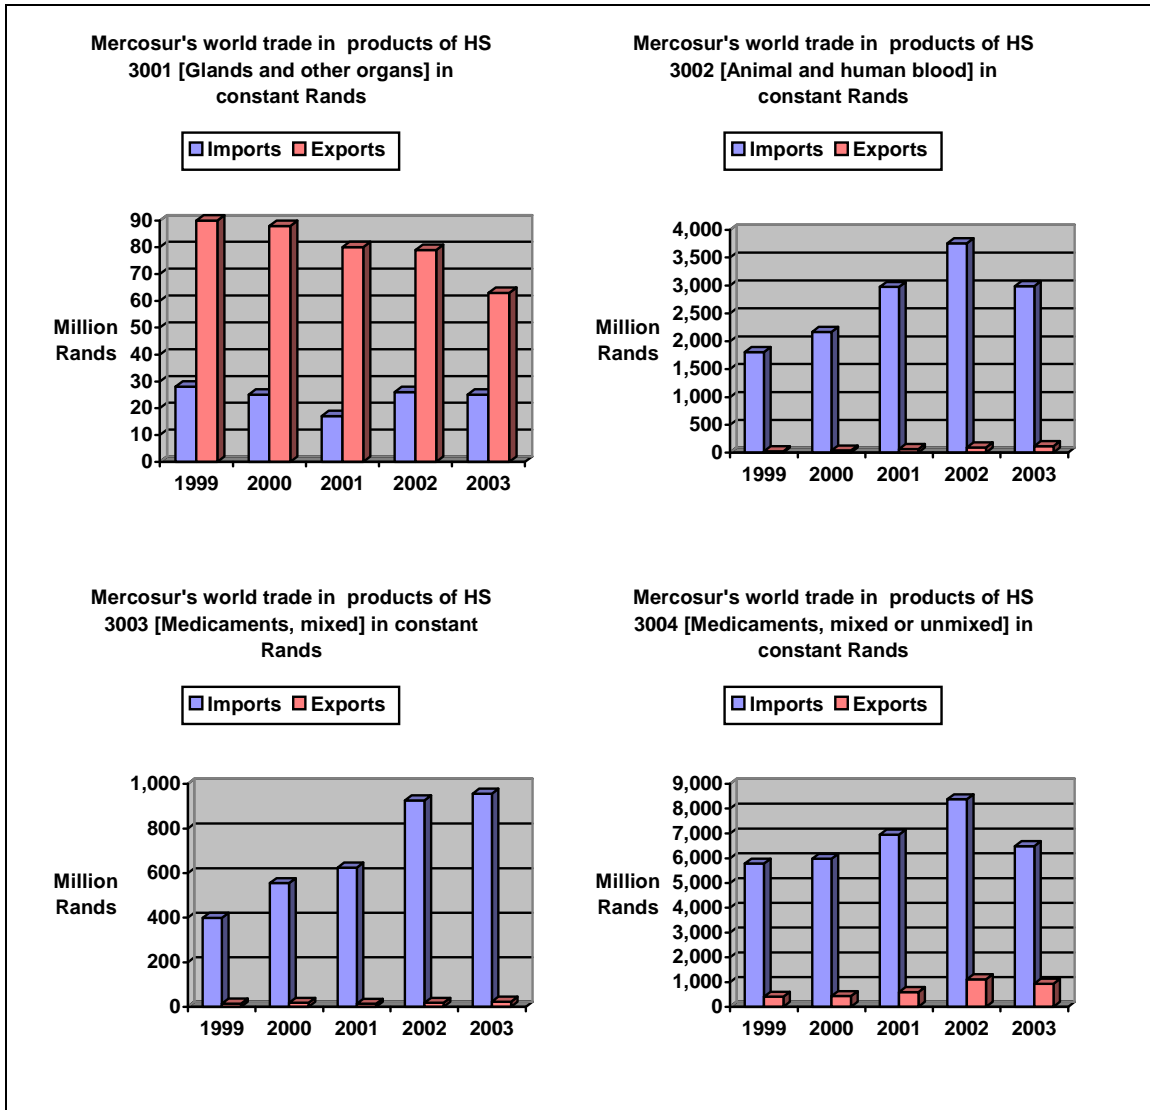 Mercosur's world trade in products of HS
3001 [Glands and other organs] in
constant Rands
Imports Exports
90
80
70
60
50
40
30
20
10
0
Million
Rands
1999 2000 2001 2002 2003
Mercosur's world trade in products of HS
3002 [Animal and human blood] in
constant Rands
Imports Exports
4,000
3,500
3,000
2,500
2,000
1,500
1,000
500
0
Million
Rands
1999 2000 2001 2002 2003
Mercosur's world trade in products of HS
3003 [Medicaments, mixed] in constant
Rands
Imports Exports
1,000
800
600
400
200
0
Million
Rands
1999 2000 2001 2002 2003
Mercosur's world trade in products of HS
3004 [Medicaments, mixed or unmixed] in
constant Rands
Imports Exports
9,000
8,000
7,000
6,000
5,000
4,000
3,000
2,000
1,000
0
Million
Rands
1999 2000 2001 2002 2003